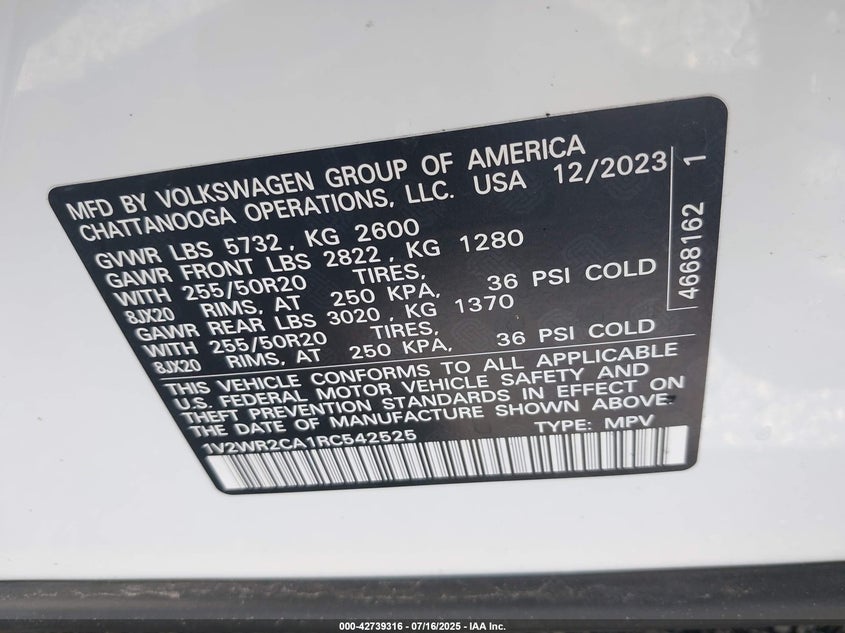 MFD BY VOLKSWAGEN GROUP OF AMERICA
CHATTANOOGA OPERATIONS, LLC. USA 12/2023
GVWR LBS 5732, KG 2600
GAWR FRONT LBS 2822, KG 1280
WITH 255/50R20 TIRES,
8JX20 RIMS, AT 250 KPA, 36 PSI COLD
GAWR REAR LBS 3020, KG 1370
WITH 255/50R20 TIRES,
8JX20 RIMS, AT 250 KPA, 36 PSI COLD
THIS VEHICLE CONFORMS TO ALL APPLICABLE
U.S. FEDERAL MOTOR VEHICLE SAFETY AND
THEFT PREVENTION STANDARDS IN EFFECT ON
THE DATE OF MANUFACTURE SHOWN ABOVE:
1V2WR2CA1RC542525 TYPE: MPV
4668162 1
000-42739316 - 07/16/2025 - IAA Inc.